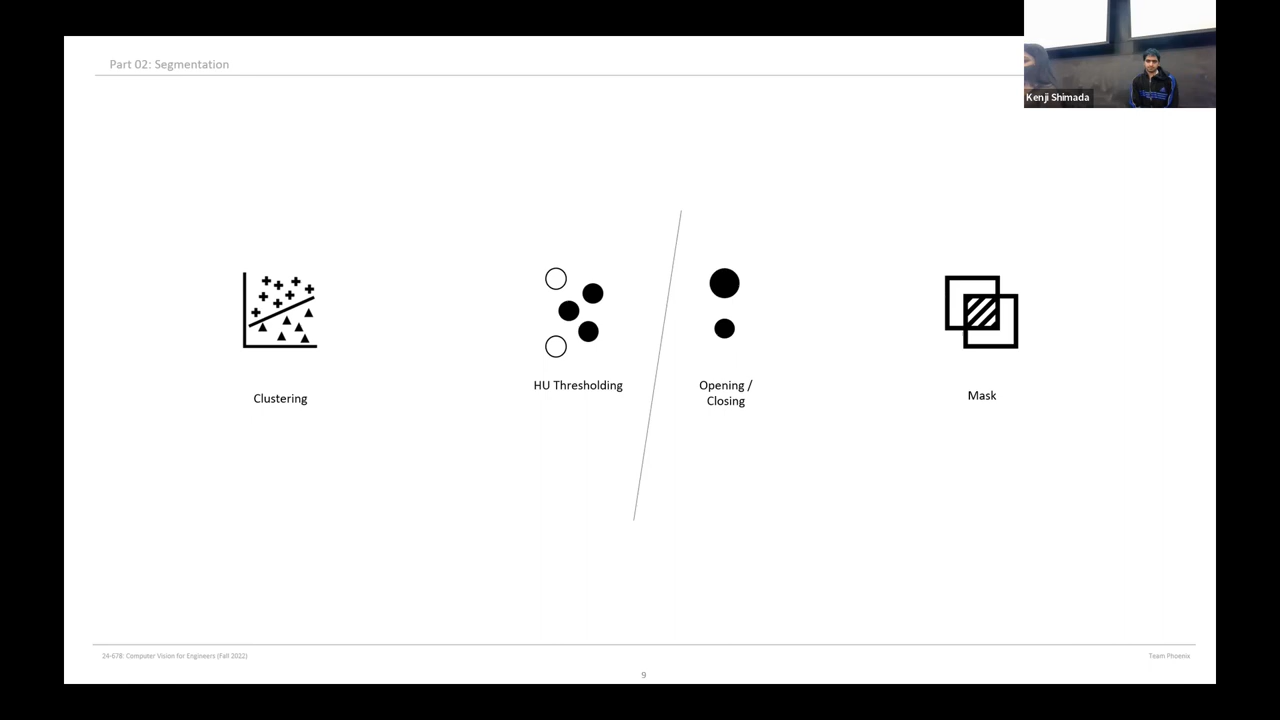 Part 02: Segmentation
Kenji Shimada
Clustering
HU Thresholding
Opening /
Closing
Mask
24-678: Computer Vision for Engineers (Fall 2022)
Team Phoenix
9